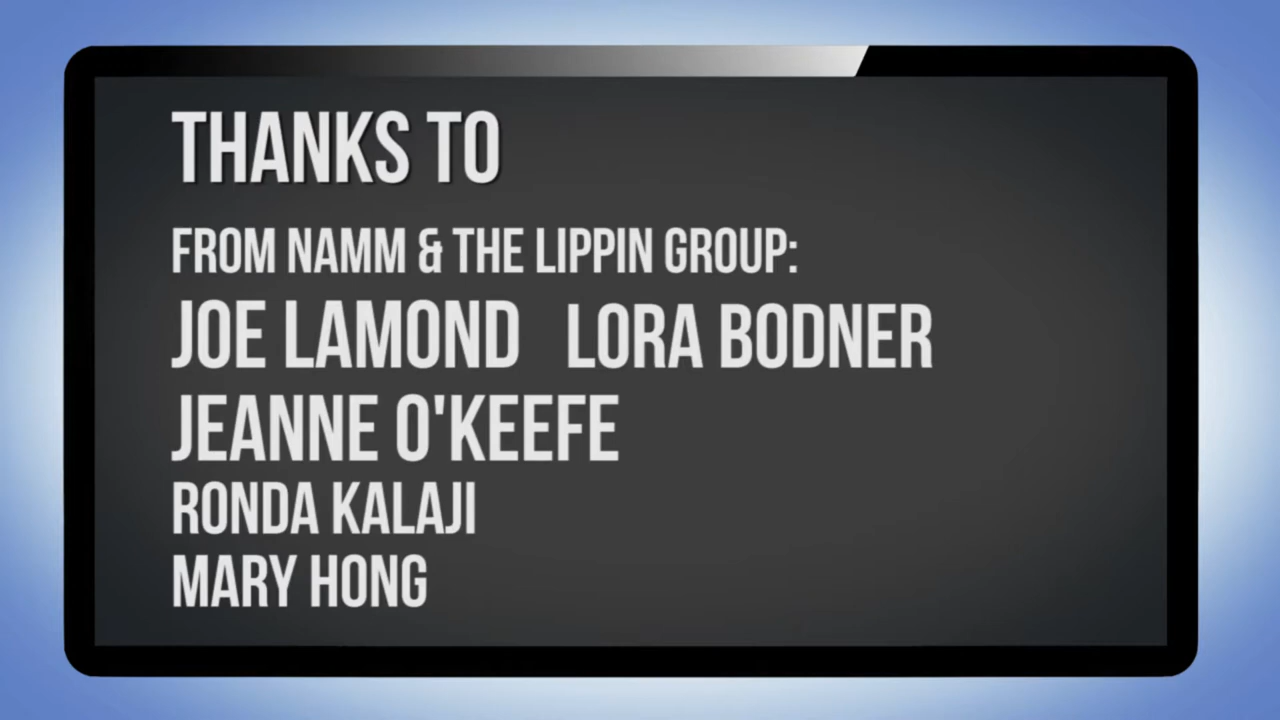 THANKS TO
FROM NAMM & THE LIPPIN GROUP:
JOE LAMOND LORA BODNER
JEANNE O'KEEFE
RONDA KALAJI
MARY HONG